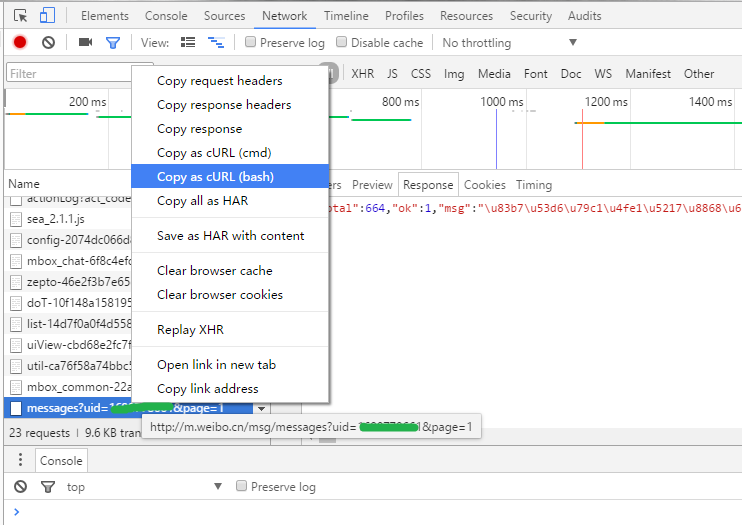 Elements Console Sources Network Timeline Profiles Resources Security Audits
View: Preserve log Disable cache No throttling
Filter XHR JS CSS Img Media Font Doc WS Manifest Other
200 ms 800 ms 1000 ms 1200 ms 1400 ms
Copy request headers
Copy response headers
Copy response
Copy as cURL (cmd)
Copy as cURL (bash)
Copy all as HAR
Save as HAR with content
Clear browser cache
Clear browser cookies
Replay XHR
Open link in new tab
Copy link address
Name Preview Response Cookies Timing
actionLog?act_code
sea_2.1.1.js
config-2074dc066d
mbox_chat-6f8c4efc
zepto-46e2f3b7e65
doT-10f148a158195
list-14d7f0a0f4d558
uiView-cbd68e2fc7f
util-ca76f58a74bbc5
mbox_common-22a
messages?uid= &page=1
otal":664,"ok":1,"msg":"\u83b7\u53d6\u79c1\u4fe1\u5217\u8868\u6
http://m.weibo.cn/msg/messages?uid= &page=1
23 requests | 9.6 KB tran
Console
top Preserve log